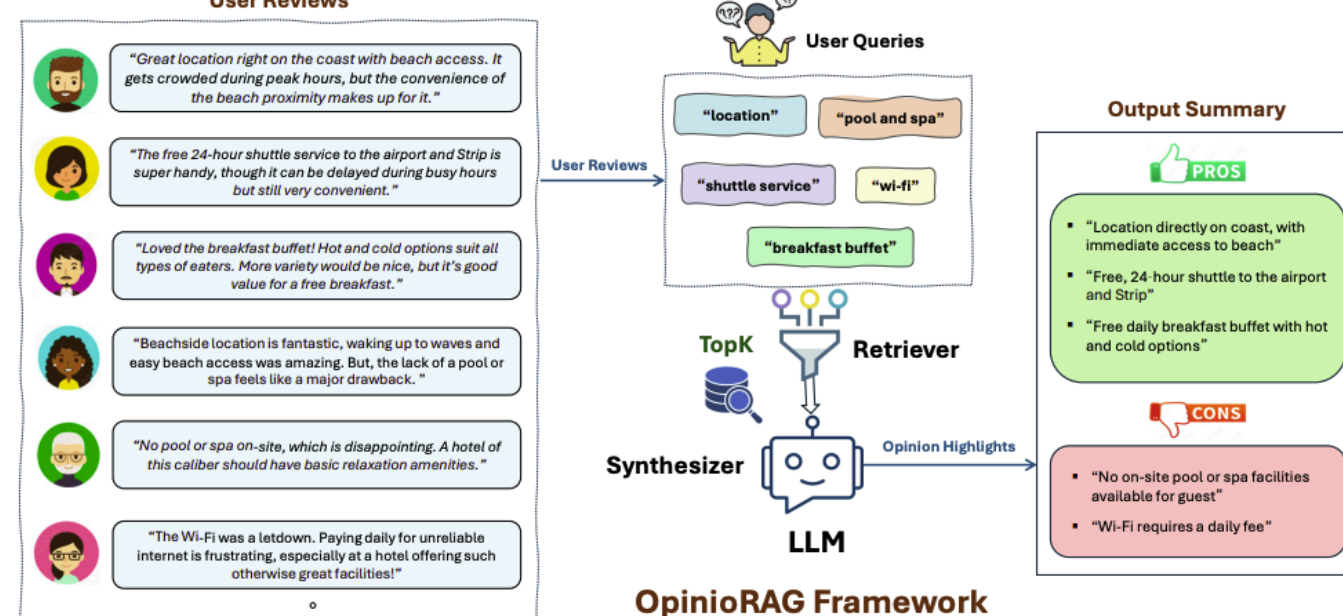 User Reviews
“Great location right on the coast with beach access. It
gets crowded during peak hours, but the convenience of
the beach proximity makes up for it.”
“The free 24-hour shuttle service to the airport and Strip is
super handy, though it can be delayed during busy hours
but still very convenient.”
“Loved the breakfast buffet! Hot and cold options suit all
types of eaters. More variety would be nice, but it’s good
value for a free breakfast.”
“Beachside location is fantastic, waking up to waves and
easy beach access was amazing. But, the lack of a pool or
spa feels like a major drawback. ”
“No pool or spa on-site, which is disappointing. A hotel of
this caliber should have basic relaxation amenities.”
“The Wi-Fi was a letdown. Paying daily for unreliable
internet is frustrating, especially at a hotel offering such
otherwise great facilities!”
User Reviews
???
??
User Queries
“location”
“pool and spa”
“shuttle service”
“wi-fi”
“breakfast buffet”
TopK
Retriever
Synthesizer
LLM
Opinion Highlights
OpinioRAG Framework
Output Summary
PROS
▪ “Location directly on coast, with
immediate access to beach”
▪ “Free, 24-hour shuttle to the airport
and Strip”
▪ “Free daily breakfast buffet with hot
and cold options”
CONS
▪ “No on-site pool or spa facilities
available for guest”
▪ “Wi-Fi requires a daily fee”